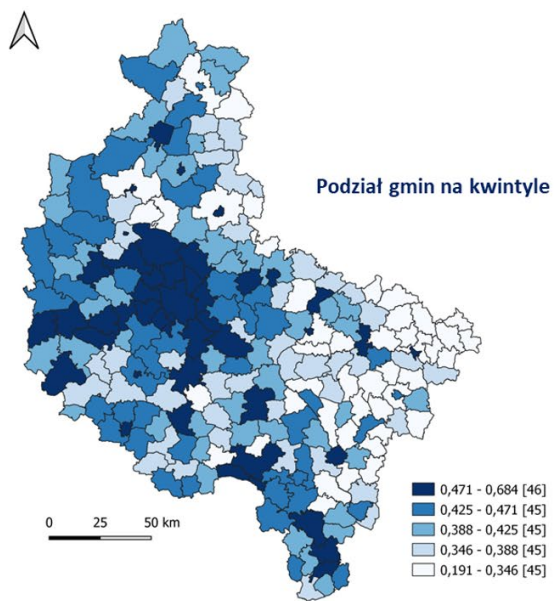 Podział gmin na kwintyle
0,471 - 0,684 [46]
0,425 - 0,471 [45]
0,388 - 0,425 [45]
0,346 - 0,388 [45]
0,191 - 0,346 [45]
0 25 50 km